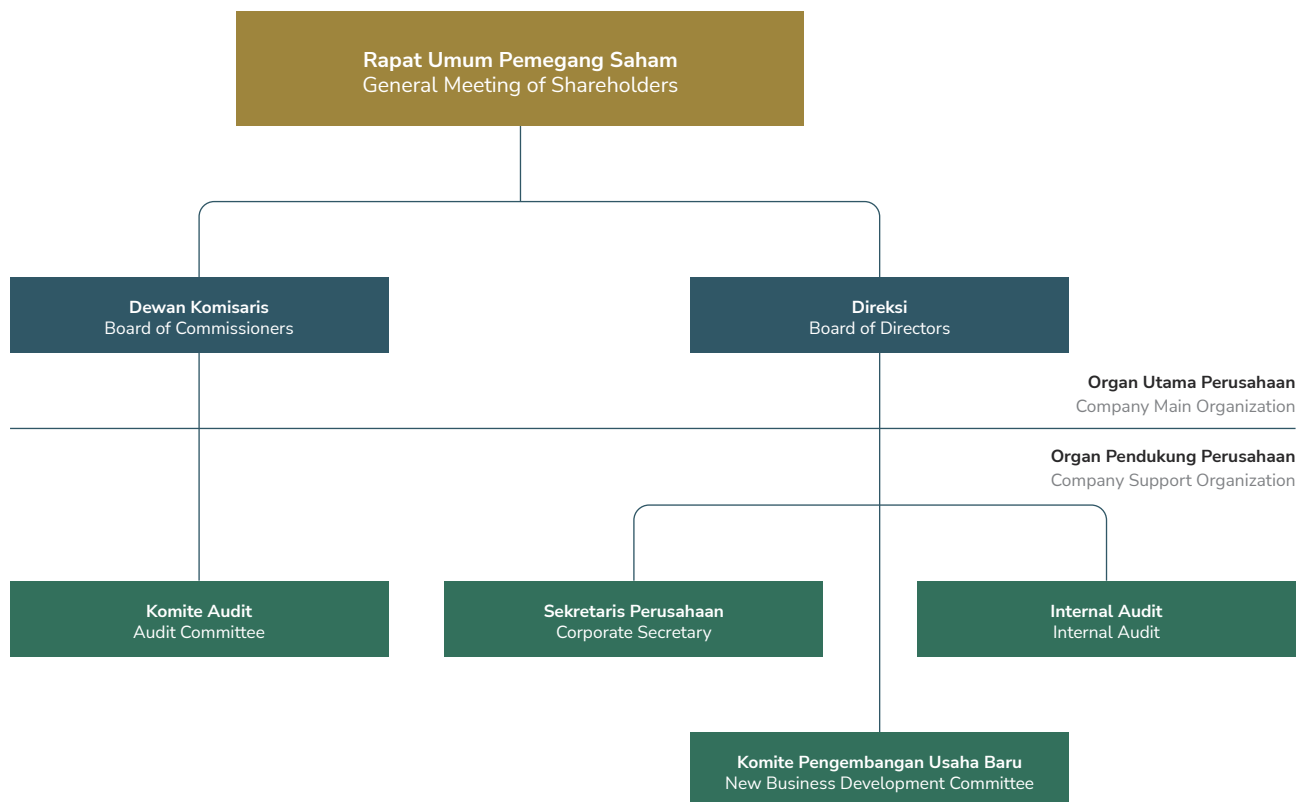 Rapat Umum Pemegang Saham
General Meeting of Shareholders
Dewan Komisaris
Board of Commissioners
Direksi
Board of Directors
Organ Utama Perusahaan
Company Main Organization
Organ Pendukung Perusahaan
Company Support Organization
Komite Audit
Audit Committee
Sekretaris Perusahaan
Corporate Secretary
Internal Audit
Internal Audit
Komite Pengembangan Usaha Baru
New Business Development Committee